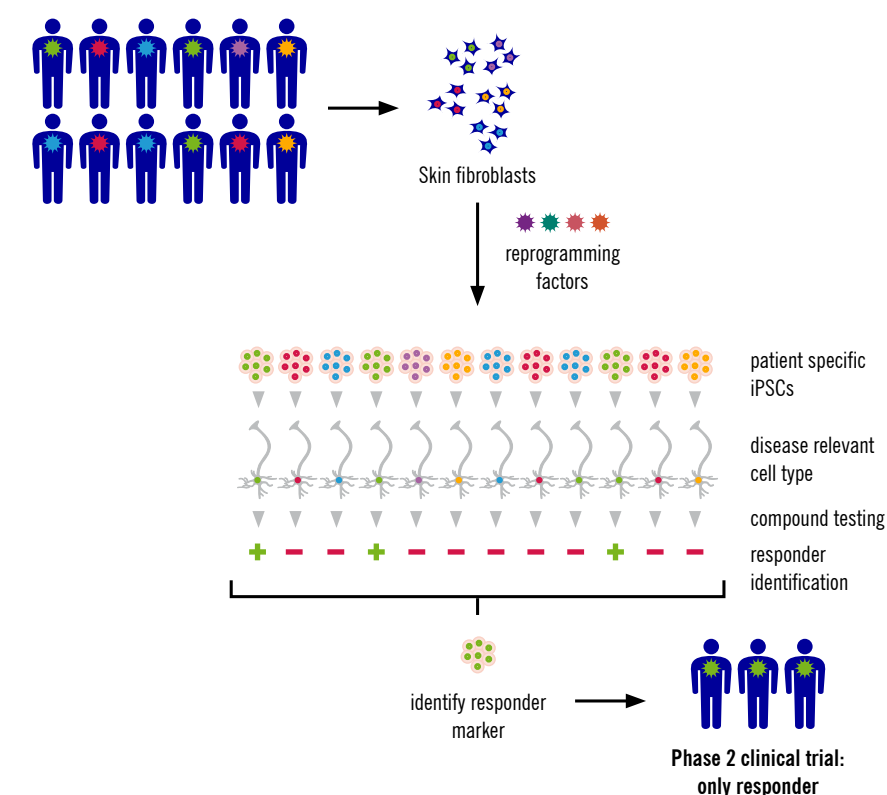 Skin fibroblasts
reprogramming
factors
patient specific
iPSCs
disease relevant
cell type
compound testing
responder
identification
identify responder
marker
Phase 2 clinical trial:
only responder